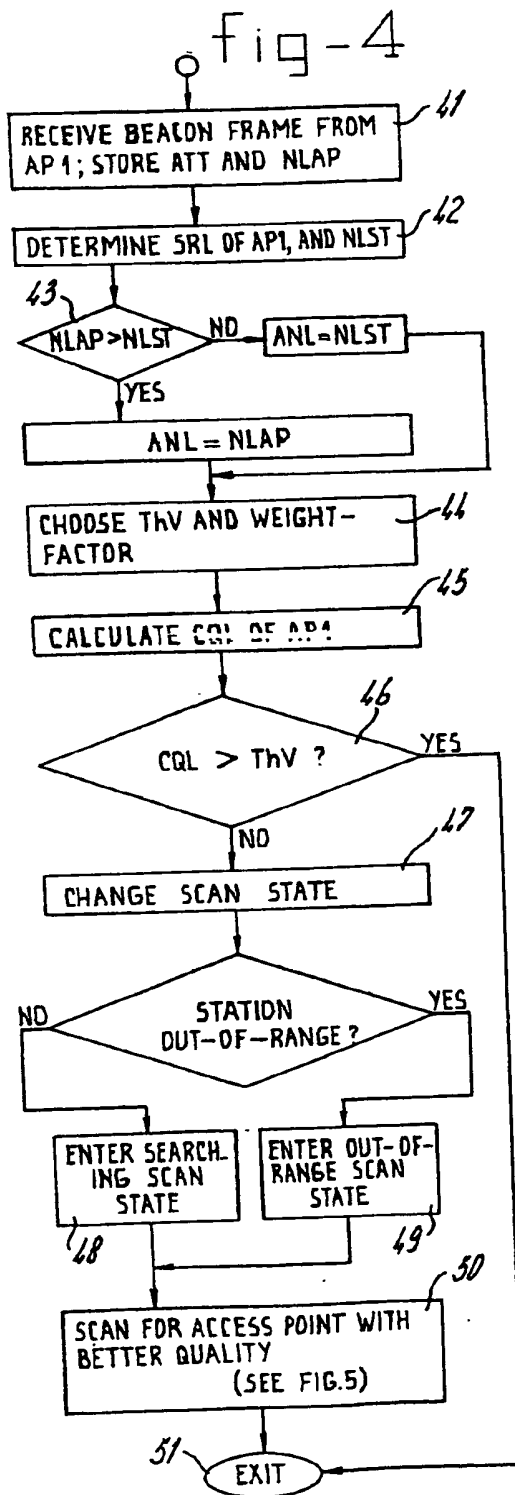 fig-4
41
RECEIVE BEACON FRAME FROM
AP1; STORE ATT AND NLAP
42
DETERMINE SRL OF AP1, AND NLST
43
NLAP>NLST
NO
ANL=NLST
YES
ANL=NLAP
44
CHOOSE ThV AND WEIGHT-
FACTOR
45
CALCULATE CQL OF AP1
46
CQL > ThV ?
YES
NO
47
CHANGE SCAN STATE
NO
STATION
OUT-OF-RANGE?
YES
ENTER SEARCH-
ING SCAN
STATE
48
ENTER OUT-OF-
RANGE SCAN
STATE
49
50
SCAN FOR ACCESS POINT WITH
BETTER QUALITY
(SEE FIG.5)
51
EXIT